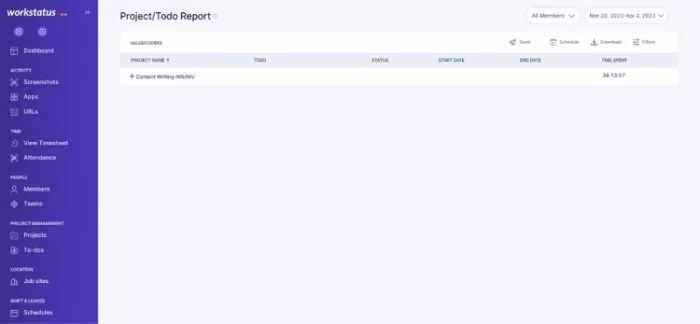 workstatus
Project/Todo Report
All Members
Mar 28, 2023-Apr 3, 2023
VALUECODERS
Send
Schedule
Download
Filters
PROJECT NAME ↑
TODO
STATUS
START DATE
END DATE
TIME SPENT
Content Writing-WS/WV
34:13:57
Dashboard
ACTIVITY
Screenshots
Apps
URLs
TIME
View Timesheet
Attendance
PEOPLE
Members
Teams
PROJECT MANAGEMENT
Projects
To-dos
LOCATION
Job sites
SHIFT & LEAVES
Schedules